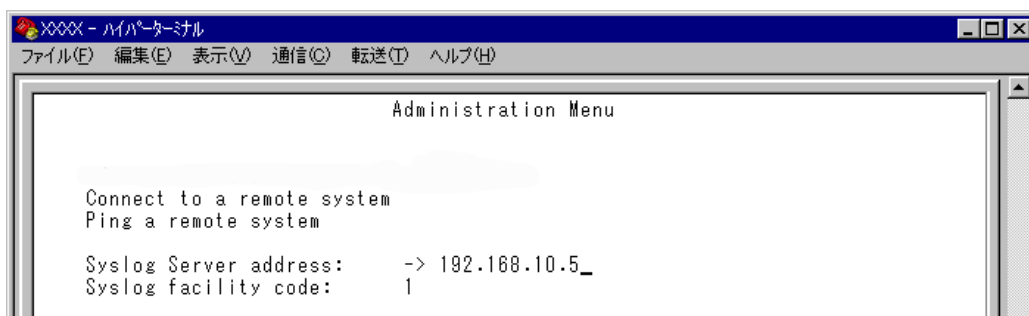 XXXX - ハイパーターミナル
ファイル(F) 編集(E) 表示(V) 通信(C) 転送(T) ヘルプ(H)
Administration Menu
Connect to a remote system
Ping a remote system
Syslog Server address: -> 192.168.10.5_
Syslog facility code: 1